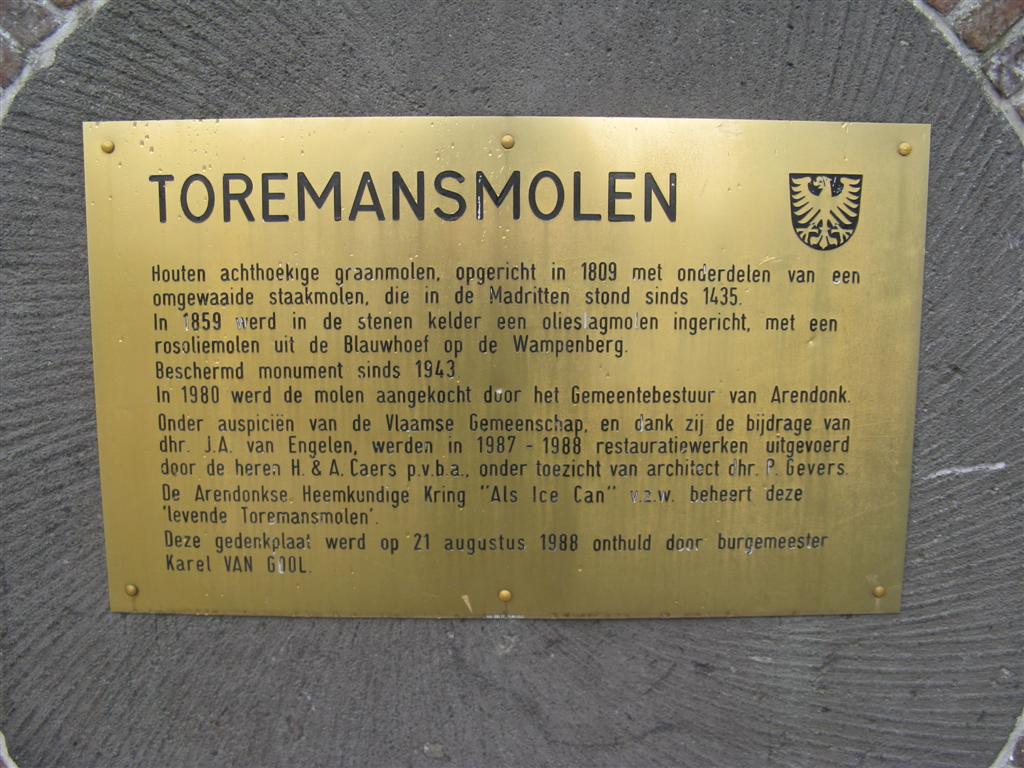 TOREMANSMOLEN
Houten achthoekige graanmolen, opgericht in 1809 met onderdelen van een
omgewaaide staakmolen, die in de Madritten stond sinds 1435.
In 1859 werd in de stenen kelder een olieslagmolen ingericht, met een
rosoliemolen uit de Blauwhoef op de Wampenberg.
Beschermd monument sinds 1943.
In 1980 werd de molen aangekocht door het Gemeentebestuur van Arendonk.
Onder auspiciën van de Vlaamse Gemeenschap, en dank zij de bijdrage van
dhr. J.A. van Engelen, werden in 1987 - 1988 restauratiewerken uitgevoerd
door de heren H. & A. Caers p.v.b.a., onder toezicht van architect dhr. P. Gevers.
De Arendonkse Heemkundige Kring "Als Ice Can" v.z.w. beheert deze
'levende Toremansmolen'.
Deze gedenkplaat werd op 21 augustus 1988 onthuld door burgemeester
Karel VAN GOOL.